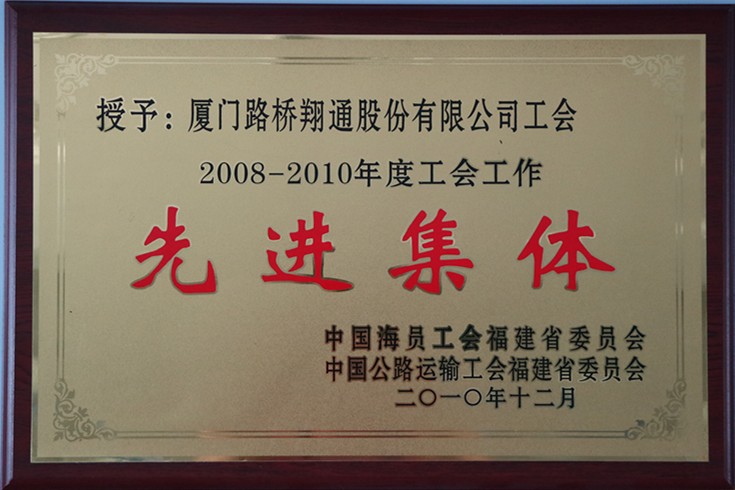 授予：厦门路桥翔通股份有限公司工会
2008-2010年度工会工作
先进集体
中国海员工会福建省委员会
中国公路运输工会福建省委员会
二〇一〇年十二月